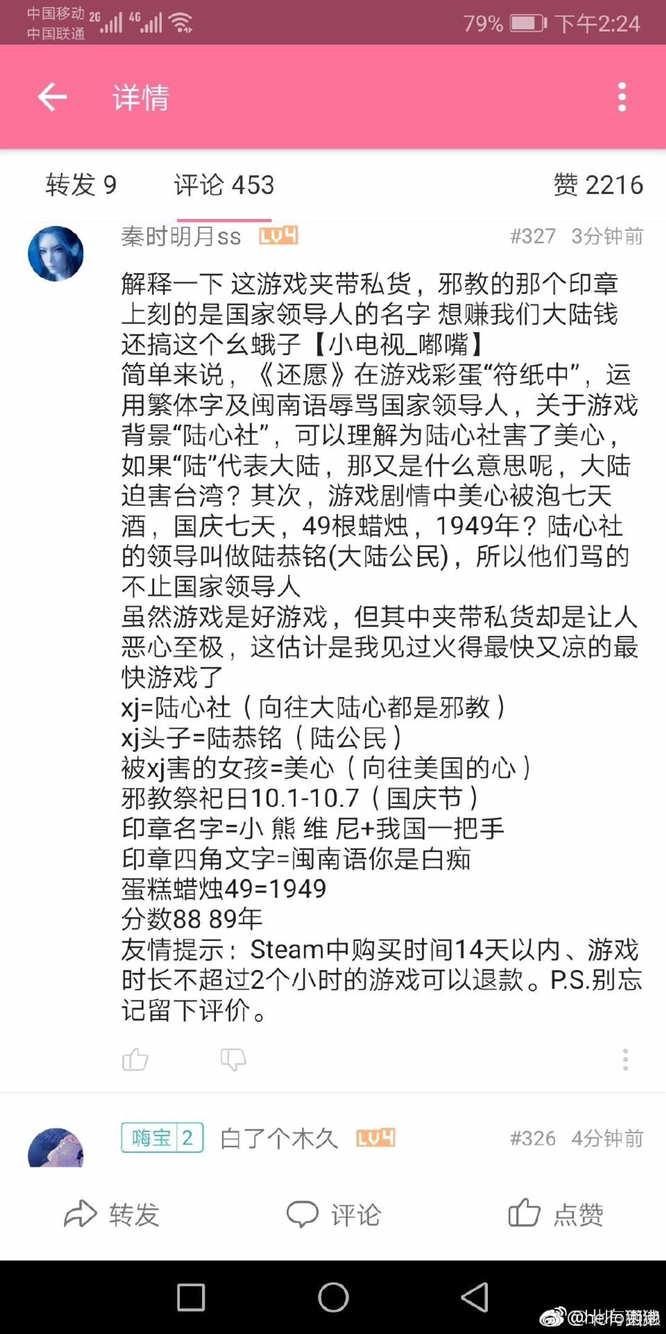 中国移动 2G 4G 79% 下午2:24
中国联通
详情
转发 9 评论 453 赞 2216
秦时明月ss LV4 #327 3分钟前
解释一下 这游戏夹带私货，邪教的那个印章
上刻的是国家领导人的名字 想赚我们大陆钱
还搞这个幺蛾子【小电视_嘟嘴】
简单来说，《还愿》在游戏彩蛋“符纸中”，运
用繁体字及闽南语辱骂国家领导人，关于游戏
背景“陆心社”，可以理解为陆心社害了美心，
如果“陆”代表大陆，那又是什么意思呢，大陆
迫害台湾？其次，游戏剧情中美心被泡七天
酒，国庆七天，49根蜡烛，1949年？陆心社
的领导叫做陆恭铭(大陆公民)，所以他们骂的
不止国家领导人
虽然游戏是好游戏，但其中夹带私货却是让人
恶心至极，这估计是我见过火得最快又凉的最
快游戏了
xj=陆心社（向往大陆心都是邪教）
xj头子=陆恭铭（陆公民）
被xj害的女孩=美心（向往美国的心）
邪教祭祀日10.1-10.7（国庆节）
印章名字=小 熊 维 尼+我国一把手
印章四角文字=闽南语你是白痴
蛋糕蜡烛49=1949
分数88 89年
友情提示：Steam中购买时间14天以内、游戏
时长不超过2个小时的游戏可以退款。P.S.别忘
记留下评价。
嗨宝 2 白了个木久 LV4 #326 4分钟前
转发 评论 点赞